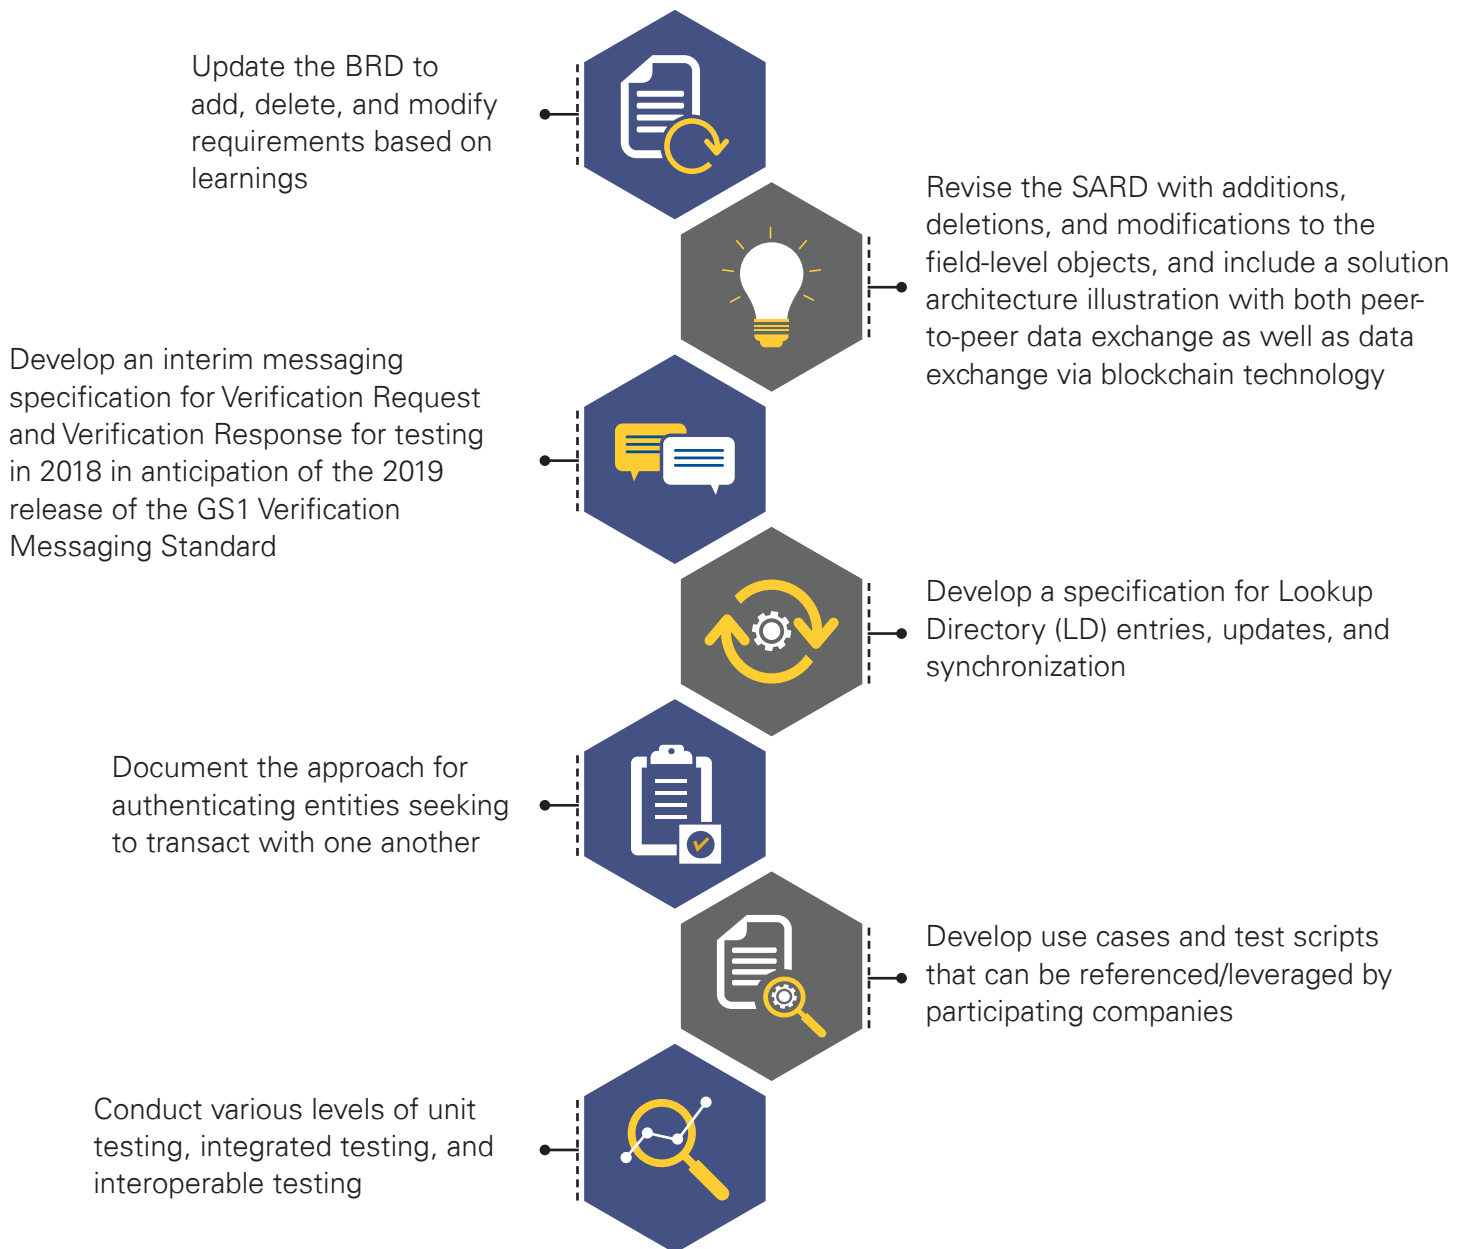 Update the BRD to
add, delete, and modify
requirements based on
learnings
Revise the SARD with additions,
deletions, and modifications to the
field-level objects, and include a solution
architecture illustration with both peer-
to-peer data exchange as well as data
exchange via blockchain technology
Develop an interim messaging
specification for Verification Request
and Verification Response for testing
in 2018 in anticipation of the 2019
release of the GS1 Verification
Messaging Standard
Develop a specification for Lookup
Directory (LD) entries, updates, and
synchronization
Document the approach for
authenticating entities seeking
to transact with one another
Develop use cases and test scripts
that can be referenced/leveraged by
participating companies
Conduct various levels of unit
testing, integrated testing, and
interoperable testing